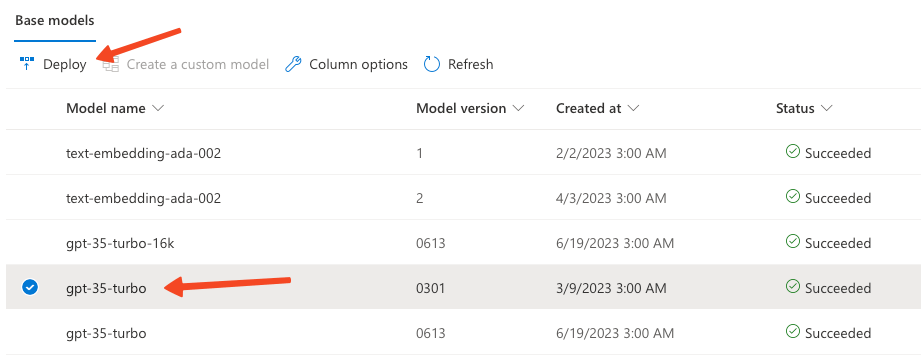 Base models
Deploy Create a custom model Column options Refresh
Model name Model version Created at Status
text-embedding-ada-002 1 2/2/2023 3:00 AM Succeeded
text-embedding-ada-002 2 4/3/2023 3:00 AM Succeeded
gpt-35-turbo-16k 0613 6/19/2023 3:00 AM Succeeded
gpt-35-turbo 0301 3/9/2023 3:00 AM Succeeded
gpt-35-turbo 0613 6/19/2023 3:00 AM Succeeded